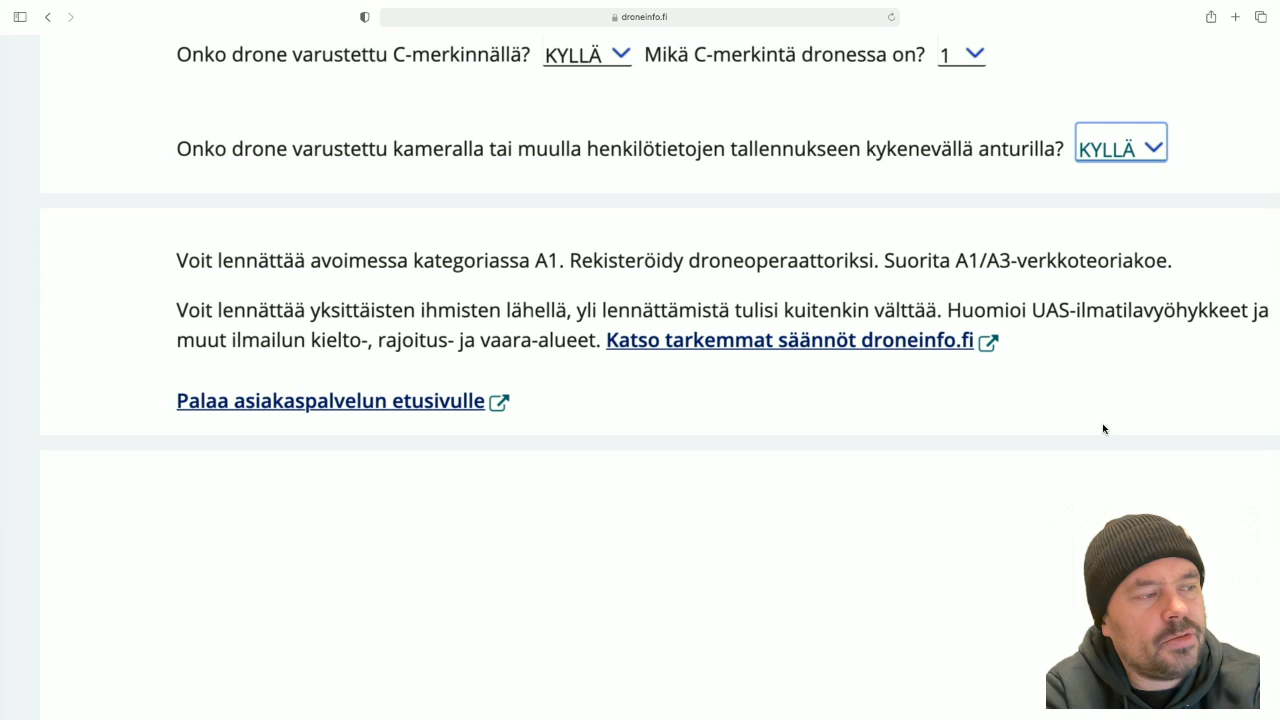 droneinfo.fi
Onko drone varustettu C-merkinnällä? KYLLÄ Mikä C-merkintä dronessa on? 1
Onko drone varustettu kameralla tai muulla henkilötietojen tallennukseen kykenevällä anturilla? KYLLÄ
Voit lennättää avoimessa kategoriassa A1. Rekisteröidy droneoperaattoriksi. Suorita A1/A3-verkkoteoriakoe.
Voit lennättää yksittäisten ihmisten lähellä, yli lennättämistä tulisi kuitenkin välttää. Huomioi UAS-ilmatilavyöhykkeet ja
muut ilmailun kielto-, rajoitus- ja vaara-alueet. Katso tarkemmat säännöt droneinfo.fi
Palaa asiakaspalvelun etusivulle